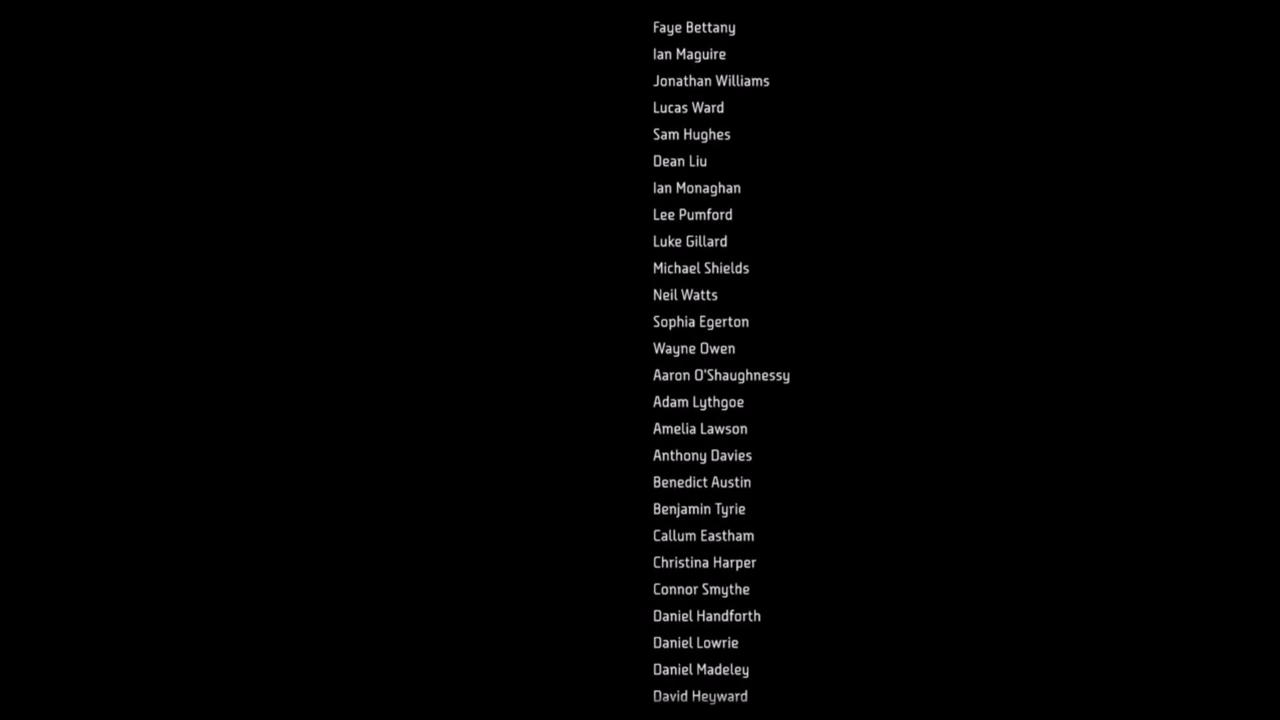 Faye Bettany
Ian Maguire
Jonathan Williams
Lucas Ward
Sam Hughes
Dean Liu
Ian Monaghan
Lee Pumford
Luke Gillard
Michael Shields
Neil Watts
Sophia Egerton
Wayne Owen
Aaron O'Shaughnessy
Adam Lythgoe
Amelia Lawson
Anthony Davies
Benedict Austin
Benjamin Tyrie
Callum Eastham
Christina Harper
Connor Smythe
Daniel Handforth
Daniel Lowrie
Daniel Madeley
David Heyward